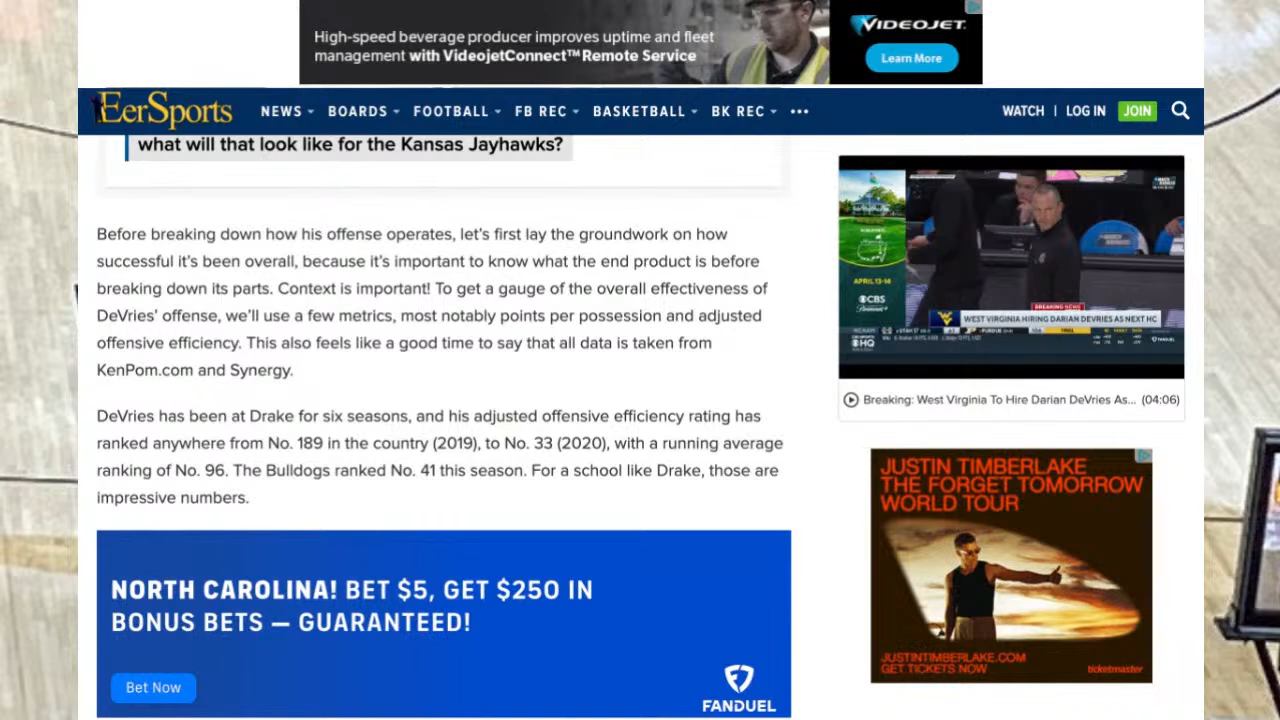 High-speed beverage producer improves uptime and fleet
management with VideojetConnect™ Remote Service
VIDEOJET.
Learn More
EerSports
NEWS
BOARDS
FOOTBALL
FB REC
BASKETBALL
BK REC
•••
WATCH | LOG IN JOIN
what will that look like for the Kansas Jayhawks?
Before breaking down how his offense operates, let's first lay the groundwork on how
successful it's been overall, because it's important to know what the end product is before
breaking down its parts. Context is important! To get a gauge of the overall effectiveness of
DeVries' offense, we'll use a few metrics, most notably points per possession and adjusted
offensive efficiency. This also feels like a good time to say that all data is taken from
KenPom.com and Synergy.
DeVries has been at Drake for six seasons, and his adjusted offensive efficiency rating has
ranked anywhere from No. 189 in the country (2019), to No. 33 (2020), with a running average
ranking of No. 96. The Bulldogs ranked No. 41 this season. For a school like Drake, those are
impressive numbers.
NORTH CAROLINA! BET $5, GET $250 IN
BONUS BETS — GUARANTEED!
Bet Now
FANDUEL
APRIL 13-14
CBS
BREAKING NEWS
WEST VIRGINIA HIRING DARIAN DEVRIES AS NEXT HC
HQ
PURDUE
FINAL
FANDUEL
Breaking: West Virginia To Hire Darian DeVries As... (04:06)
JUSTIN TIMBERLAKE
THE FORGET TOMORROW
WORLD TOUR
JUSTINTIMBERLAKE.COM
GET TICKETS NOW
ticketmaster